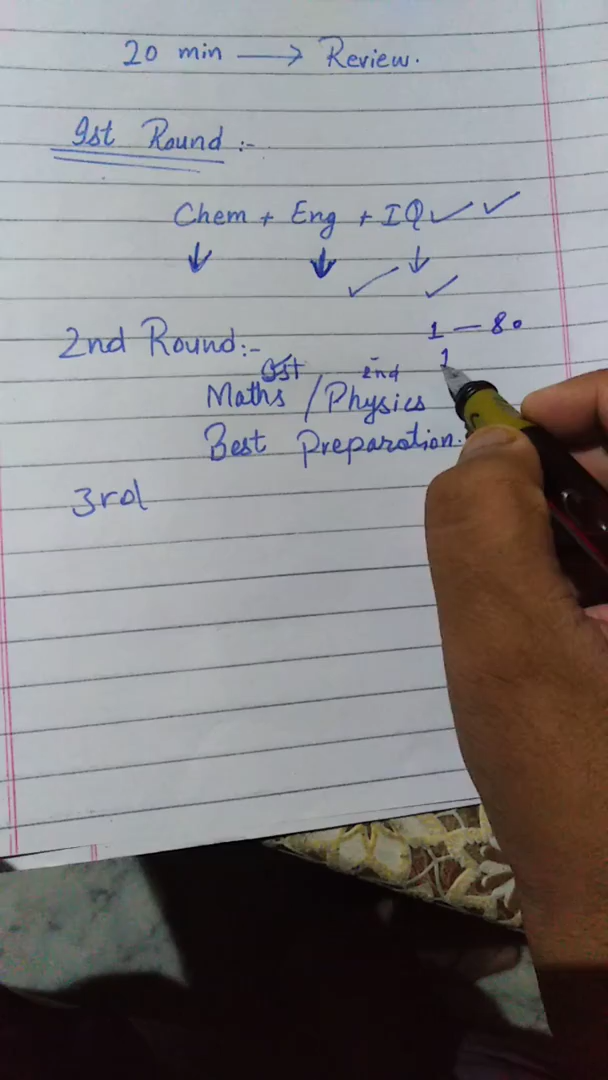 20 min → Review.
1st Round :-
Chem + Eng + IQ ✓ ✓
↓ ↓ ↓
✓ ✓
1 — 80
2nd Round:-
1
1st 2nd
Maths / Physics
Best Preparation.
3rd